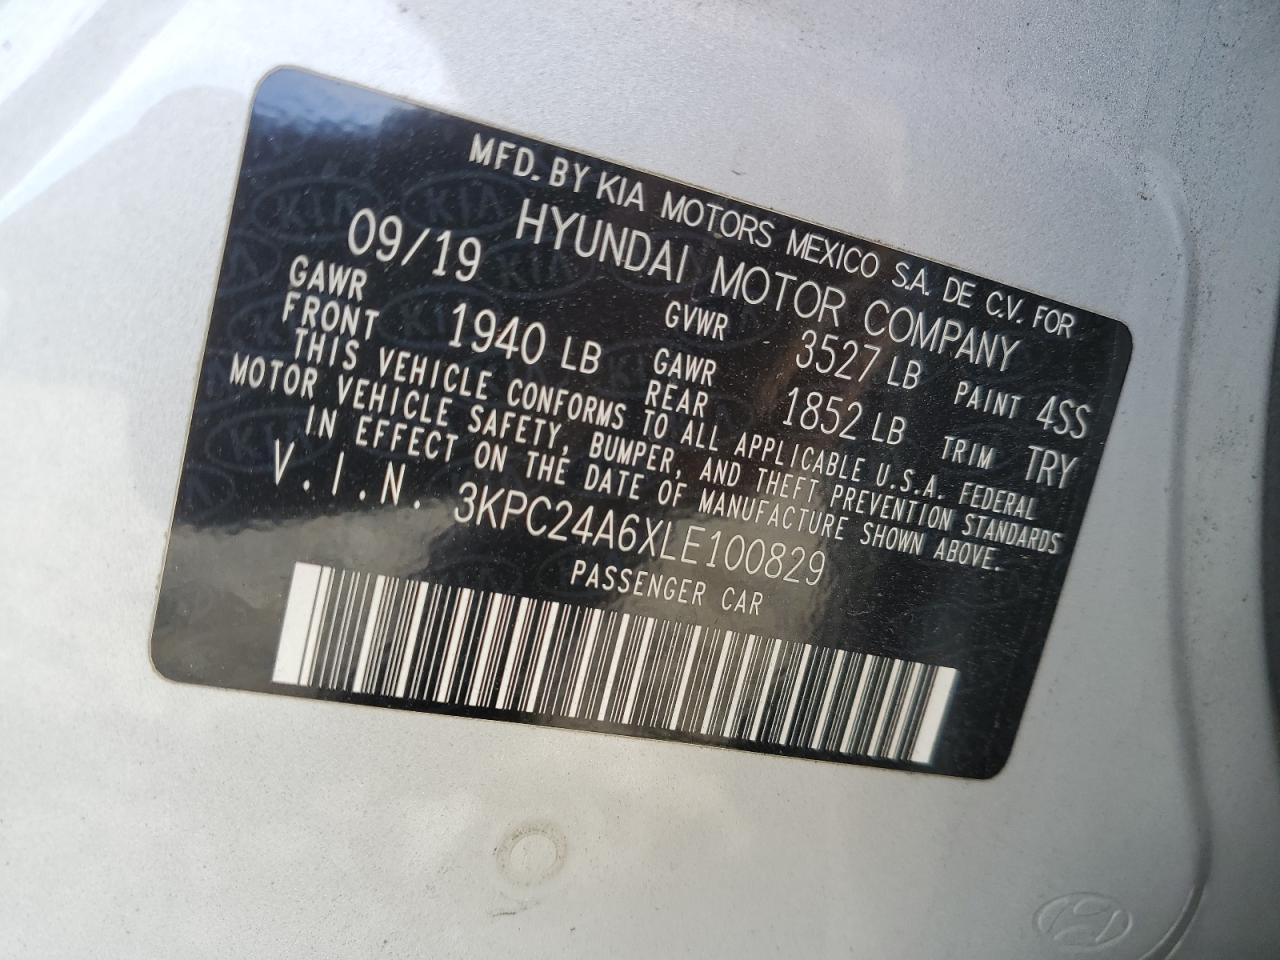 MFD. BY KIA MOTORS MEXICO S.A. DE C.V. FOR
HYUNDAI MOTOR COMPANY
09/19
GVWR 3527 LB PAINT 4SS
GAWR FRONT 1940 LB GAWR REAR 1852 LB TRIM TRY
THIS VEHICLE CONFORMS TO ALL APPLICABLE U.S.A. FEDERAL
MOTOR VEHICLE SAFETY, BUMPER, AND THEFT PREVENTION STANDARDS
IN EFFECT ON THE DATE OF MANUFACTURE SHOWN ABOVE.
V.I.N. 3KPC24A6XLE100829
PASSENGER CAR